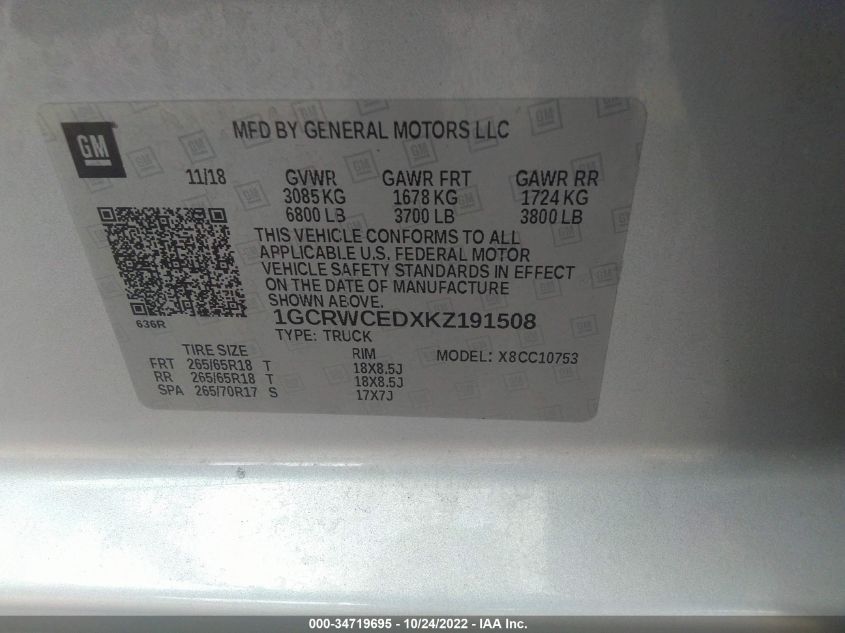 GM
MFD BY GENERAL MOTORS LLC
11/18 GVWR GAWR FRT GAWR RR
3085 KG 1678 KG 1724 KG
6800 LB 3700 LB 3800 LB
THIS VEHICLE CONFORMS TO ALL
APPLICABLE U.S. FEDERAL MOTOR
VEHICLE SAFETY STANDARDS IN EFFECT
ON THE DATE OF MANUFACTURE
SHOWN ABOVE.
636R
1GCRWCEDXKZ191508
TYPE: TRUCK
TIRE SIZE RIM MODEL: X8CC10753
FRT 265/65R18 T 18X8.5J
RR 265/65R18 T 18X8.5J
SPA 265/70R17 S 17X7J
000-34719695 - 10/24/2022 - IAA Inc.